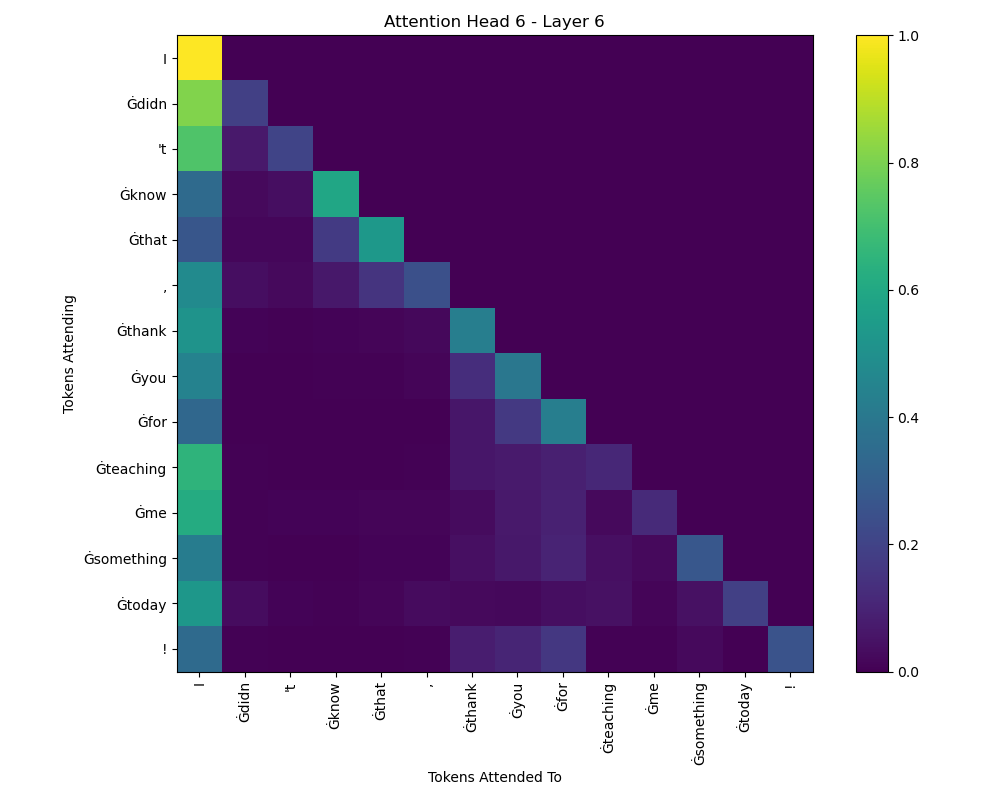 Attention Head 6 - Layer 6
I
Ġdidn
't
Ġknow
Ġthat
,
Ġthank
Ġyou
Ġfor
Ġteaching
Ġme
Ġsomething
Ġtoday
!
Tokens Attending
I
Ġdidn
't
Ġknow
Ġthat
,
Ġthank
Ġyou
Ġfor
Ġteaching
Ġme
Ġsomething
Ġtoday
!
Tokens Attended To
1.0
0.8
0.6
0.4
0.2
0.0